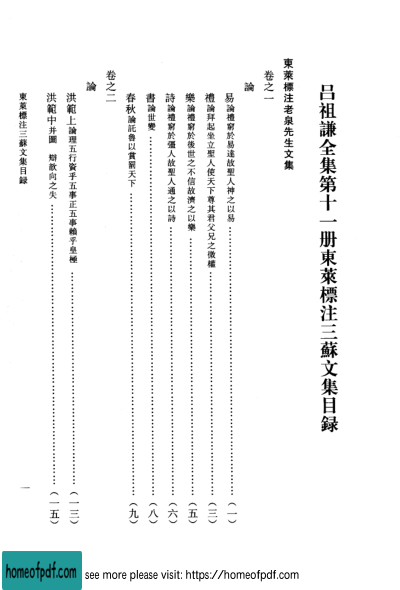 吕祖謙全集第十一册東萊標注三蘇文集目録
東萊標注老泉先生文集
卷之一
論
易論禮窮於易達故聖人神之以易……（一）
禮論拜起坐立聖人使天下尊其君父兄之微權……（三）
樂論禮窮於後世之不信故濟之以樂……（五）
詩論禮窮於彊人故聖人通之以詩……（六）
書論世變……（八）
春秋論託魯以賞罰天下……（九）
卷之二
論
洪範上論理五行資乎五事正五事賴乎皇極……（一三）
洪範中并圖　辯歆向之失……（一五）
東萊標注三蘇文集目録
一
homeofpdf.com
see more please visit: https://homeofpdf.com